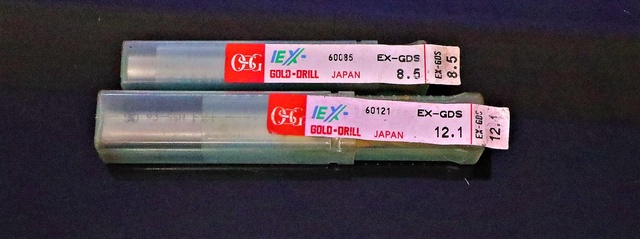 OSG EX- 60085 EX-GDS
GOLD-DRILL JAPAN 8.5
EX-GDS
8.5
OSG EX- 60121 EX-GDS
GOLD-DRILL JAPAN 12.1
EX-GDS
12.1